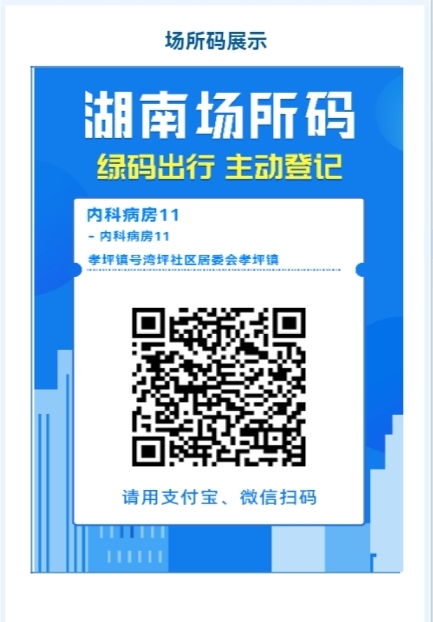 场所码展示
湖南场所码
绿码出行 主动登记
内科病房11
- 内科病房11
孝坪镇号湾坪社区居委会孝坪镇
请用支付宝、微信扫码